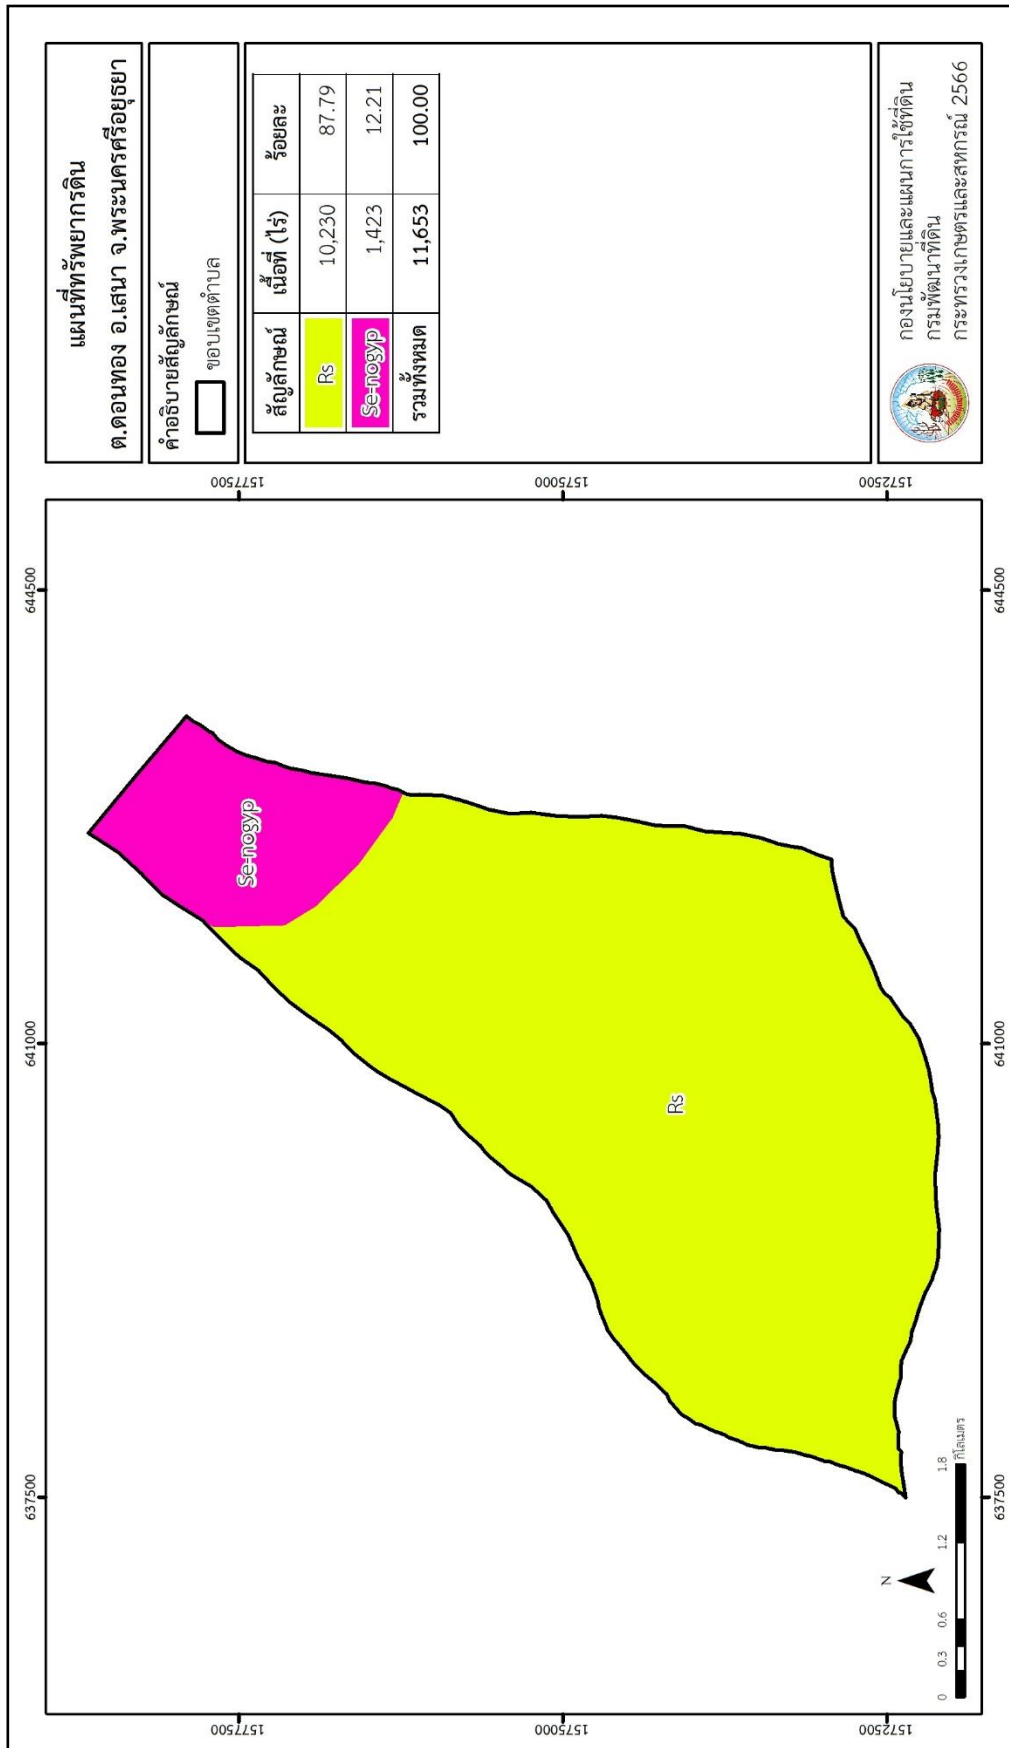 แผนที่ทรัพยากรดิน
ต.ดอนทอง อ.เสนา จ.พระนครศรีอยุธยา
คำอธิบายสัญลักษณ์
ขอบเขตตำบล
สัญลักษณ์ เนื้อที่ (ไร่) ร้อยละ
Rs 10,230 87.79
Se-nogyp 1,423 12.21
รวมทั้งหมด 11,653 100.00
กองนโยบายและแผนการใช้ที่ดิน
กรมพัฒนาที่ดิน
กระทรวงเกษตรและสหกรณ์ 2566
637500 641000 644500
1577500 1577500
1575000 1575000
1572500 1572500
Se-nogyp
Rs
N
0 0.3 0.6 1.2 1.8
กิโลเมตร
637500 641000 644500